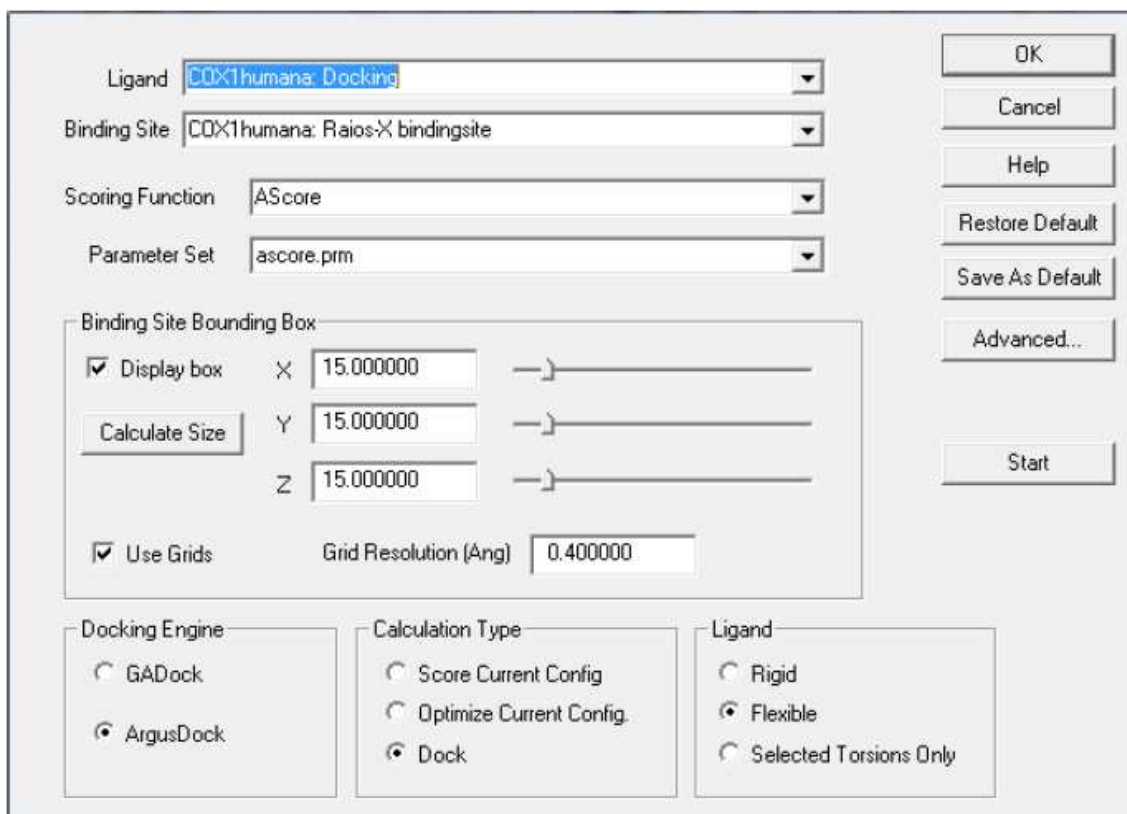 Ligand COX1humana: Docking
Binding Site COX1humana: Raios-X bindingsite
Scoring Function AScore
Parameter Set ascore.prm
Binding Site Bounding Box
Display box X 15.000000
Calculate Size Y 15.000000
Z 15.000000
Use Grids Grid Resolution (Ang) 0.400000
Docking Engine
GADock
ArgusDock
Calculation Type
Score Current Config
Optimize Current Config.
Dock
Ligand
Rigid
Flexible
Selected Torsions Only
OK
Cancel
Help
Restore Default
Save As Default
Advanced...
Start